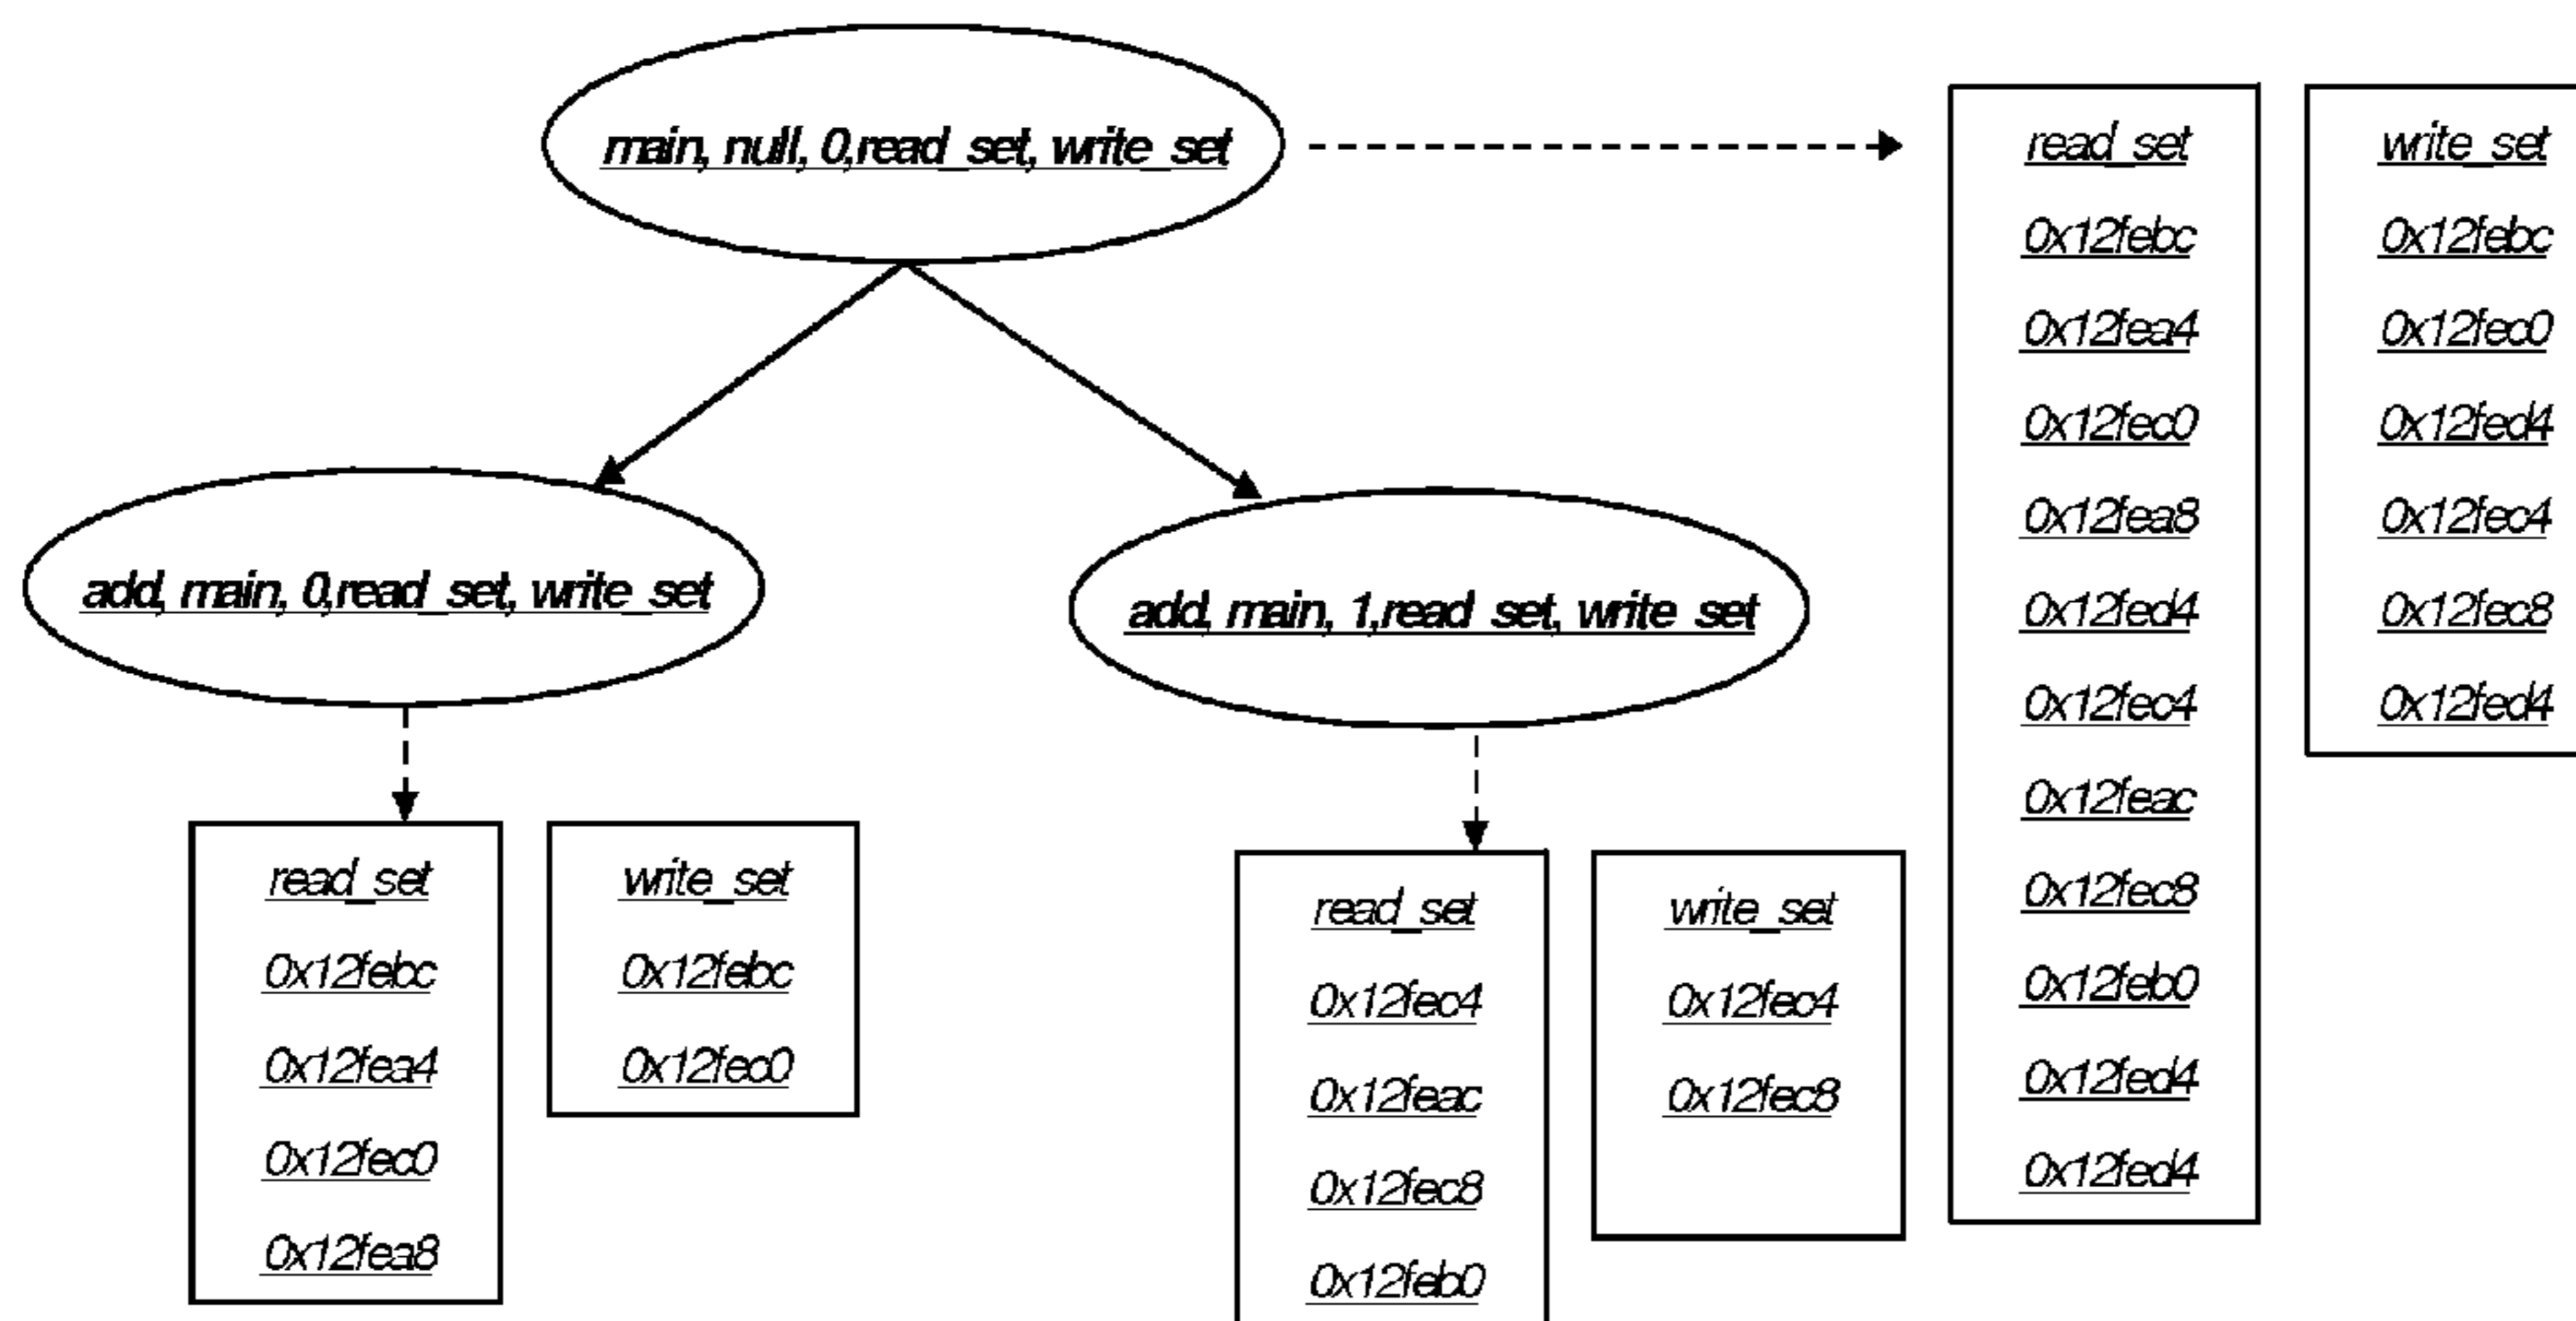 main, null, 0,read_set, write_set
add, main, 0,read_set, write_set
add, main, 1,read_set, write_set
read_set
0x12febc
0x12fea4
0x12fec0
0x12fea8
write_set
0x12febc
0x12fec0
read_set
0x12fec4
0x12feac
0x12fec8
0x12feb0
write_set
0x12fec4
0x12fec8
read_set
0x12febc
0x12fea4
0x12fec0
0x12fea8
0x12fed4
0x12fec4
0x12feac
0x12fec8
0x12feb0
0x12fed4
0x12fed4
write_set
0x12febc
0x12fec0
0x12fed4
0x12fec4
0x12fec8
0x12fed4